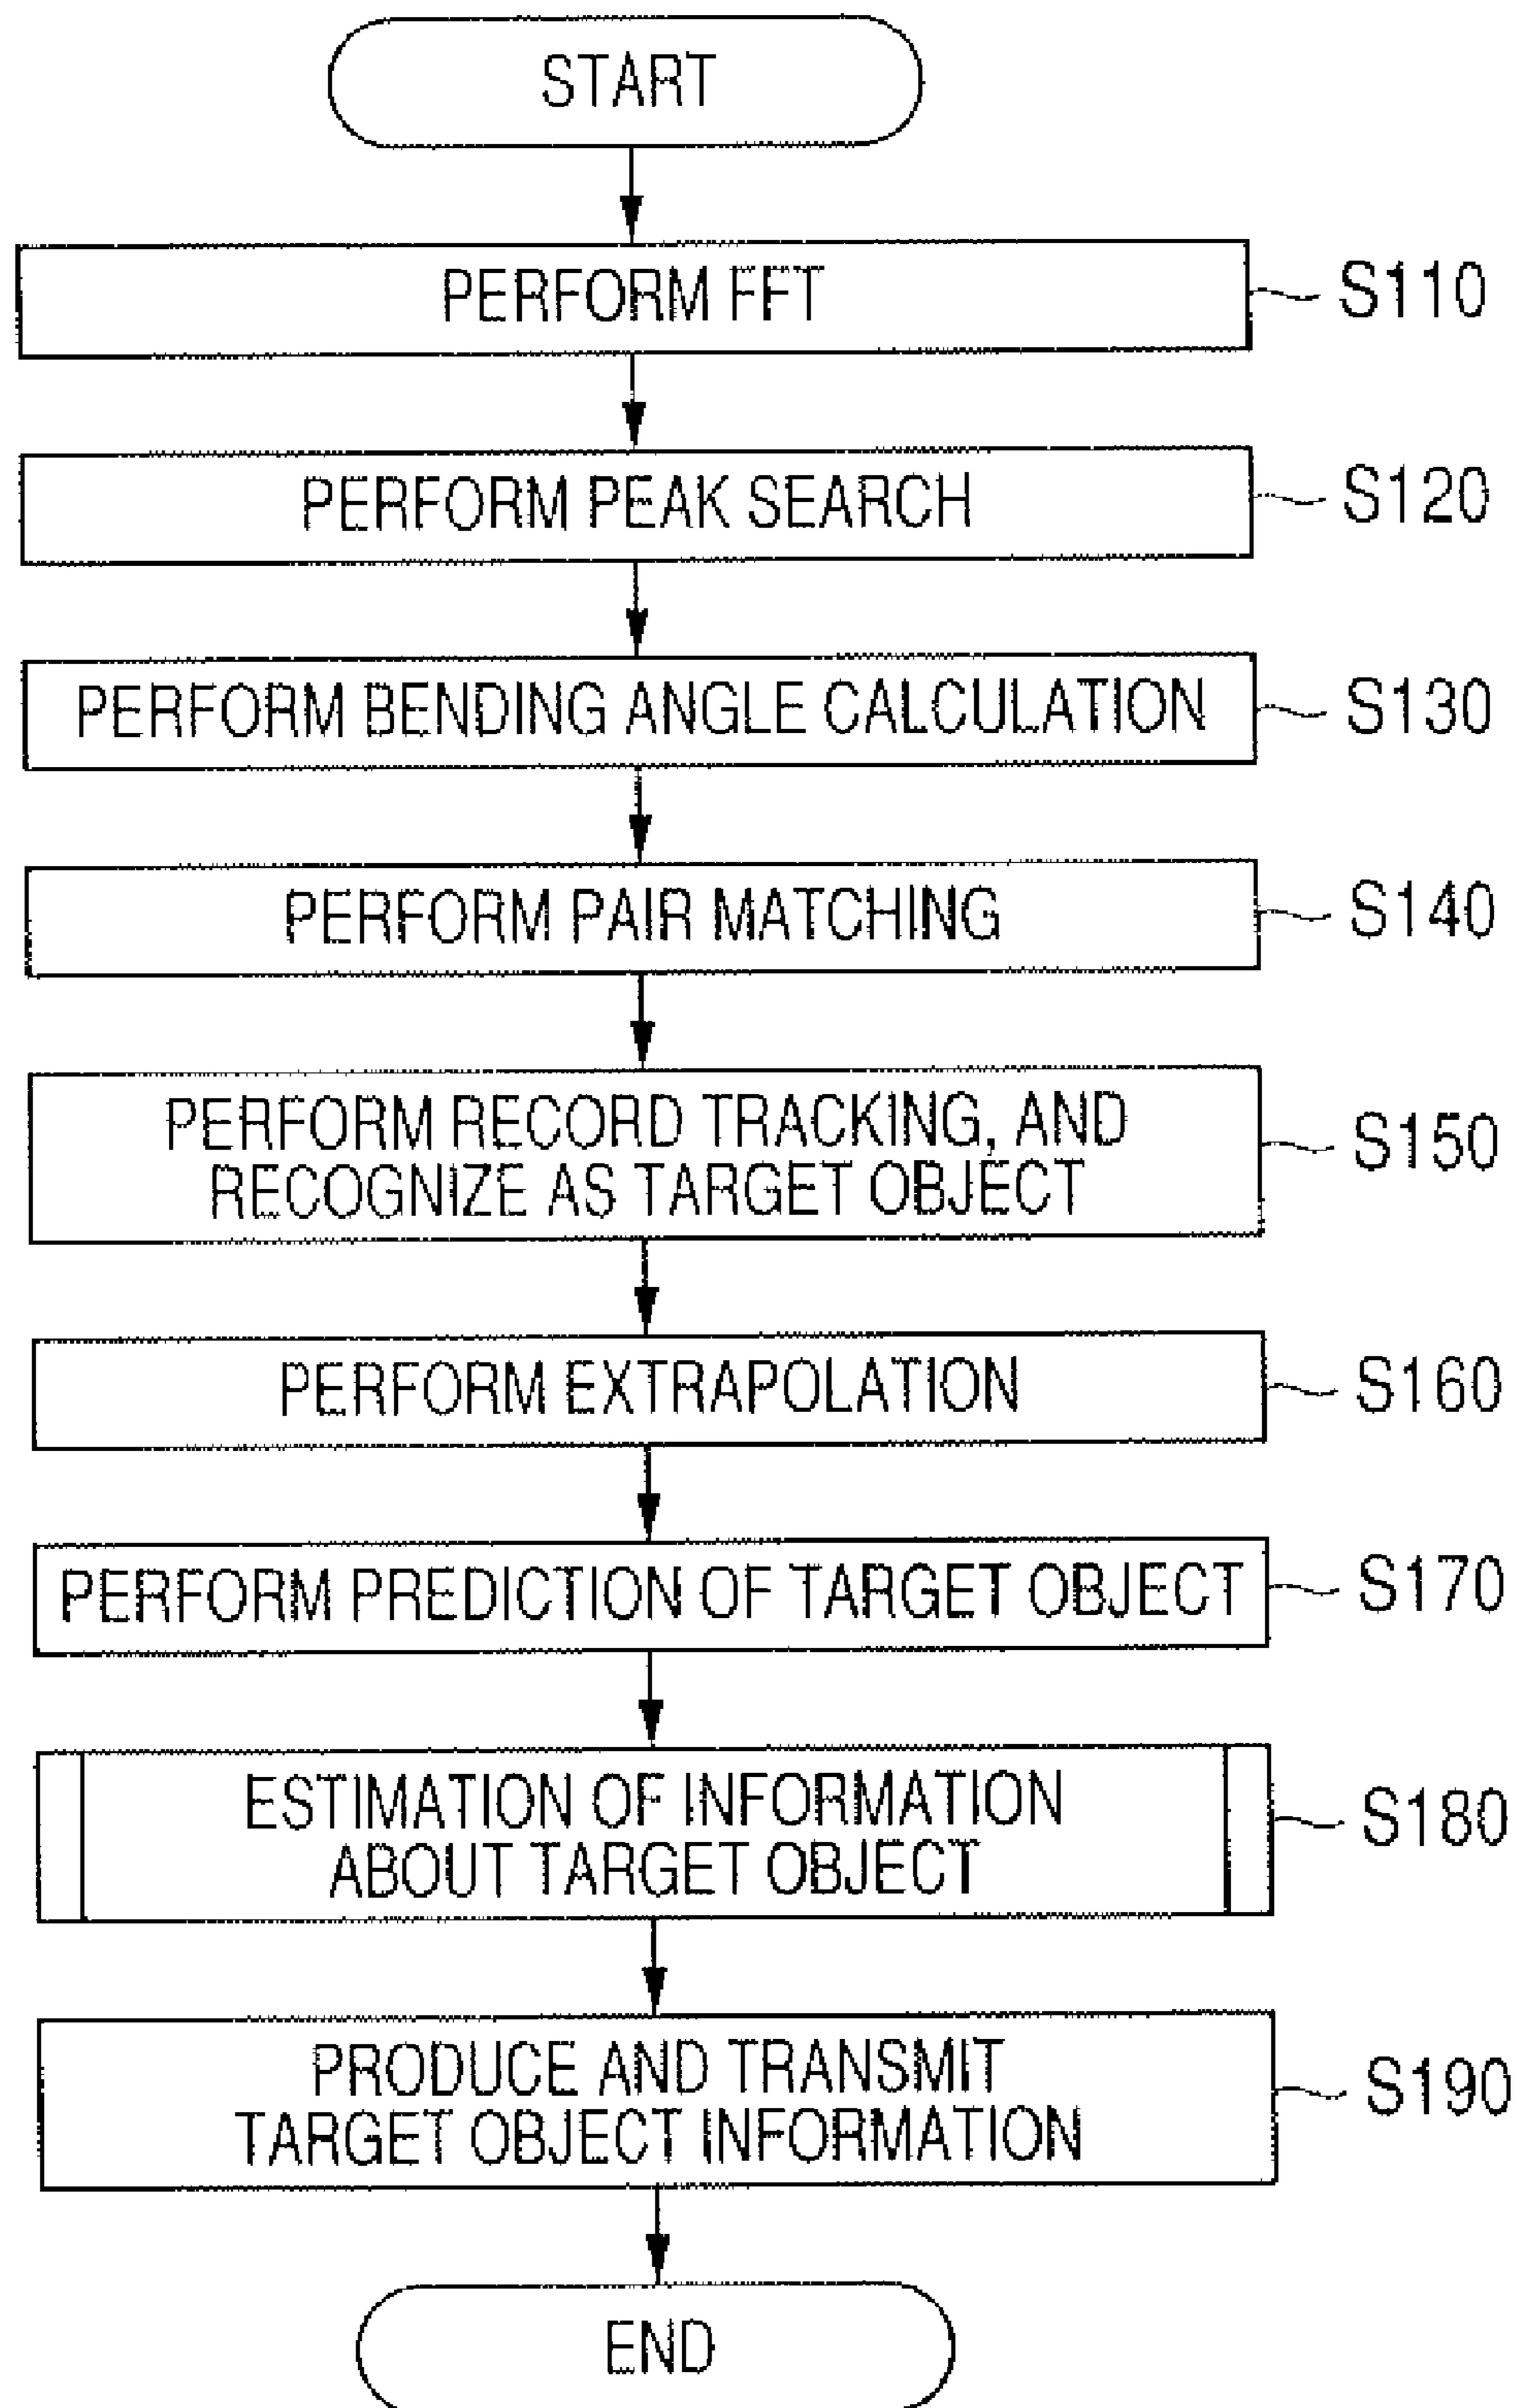 START
PERFORM FFT
S110
PERFORM PEAK SEARCH
S120
PERFORM BENDING ANGLE CALCULATION
S130
PERFORM PAIR MATCHING
S140
PERFORM RECORD TRACKING, AND
RECOGNIZE AS TARGET OBJECT
S150
PERFORM EXTRAPOLATION
S160
PERFORM PREDICTION OF TARGET OBJECT
S170
ESTIMATION OF INFORMATION
ABOUT TARGET OBJECT
S180
PRODUCE AND TRANSMIT
TARGET OBJECT INFORMATION
S190
END